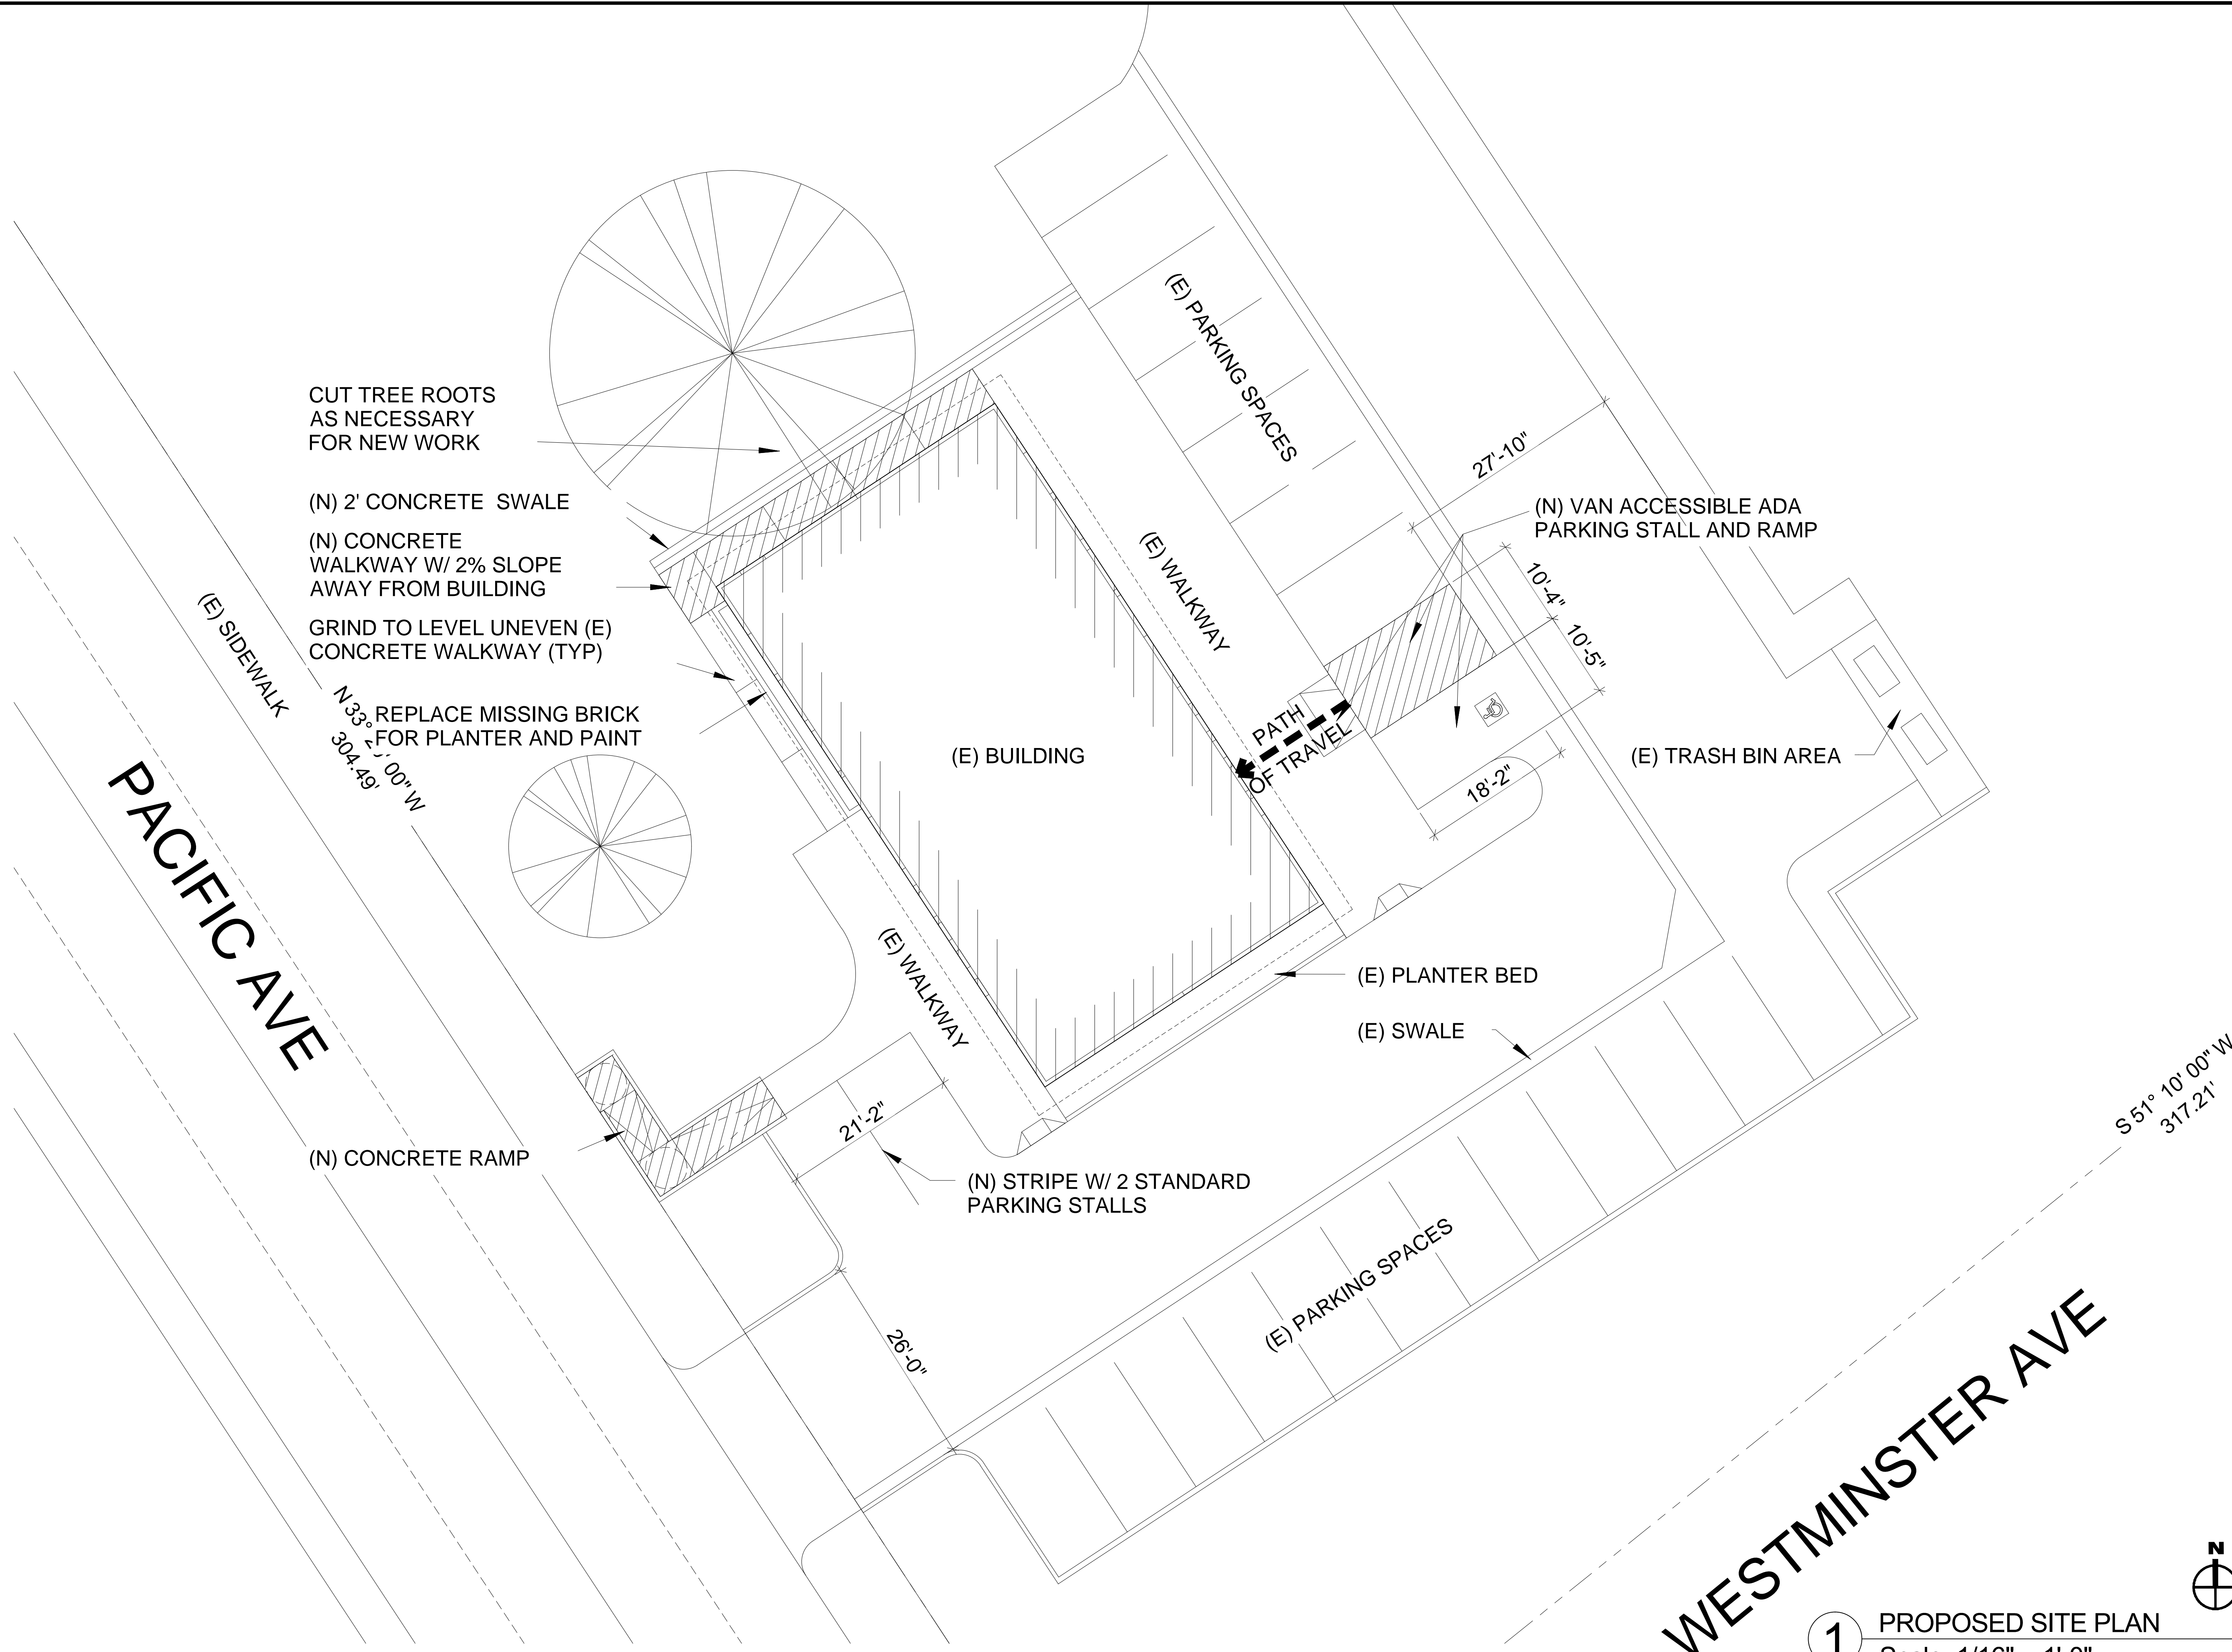 CUT TREE ROOTS
AS NECESSARY
FOR NEW WORK
(N) 2' CONCRETE SWALE
(N) CONCRETE
WALKWAY W/ 2% SLOPE
AWAY FROM BUILDING
GRIND TO LEVEL UNEVEN (E)
CONCRETE WALKWAY (TYP)
REPLACE MISSING BRICK
FOR PLANTER AND PAINT
(E) SIDEWALK
N 33° 00" W
304.49'
PACIFIC AVE
(N) CONCRETE RAMP
(E) BUILDING
(E) WALKWAY
(E) WALKWAY
(E) PARKING SPACES
PATH
OF TRAVEL
27'-10"
(N) VAN ACCESSIBLE ADA
PARKING STALL AND RAMP
10'-4"
10'-5"
18'-2"
(E) TRASH BIN AREA
(E) PLANTER BED
(E) SWALE
21'-2"
(N) STRIPE W/ 2 STANDARD
PARKING STALLS
26'-0"
(E) PARKING SPACES
S 51° 10' 00" W
317.21'
WESTMINSTER AVE
N
1
PROPOSED SITE PLAN